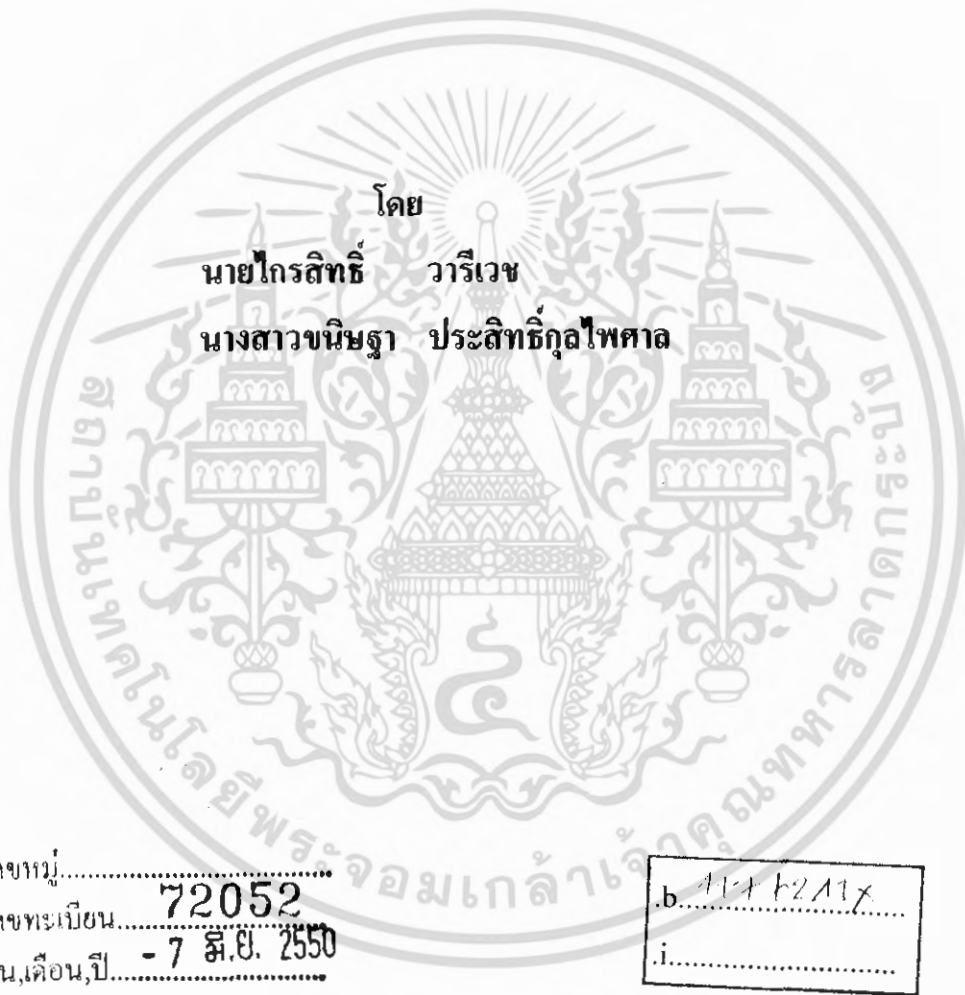 โดย
นายไกรสิทธิ์ วารีเวช
นางสาวขนิษฐา ประสิทธิ์กุลไพศาล
สถาบันเทคโนโลยีพระจอมเกล้าเจ้าคุณทหารลาดกระบัง
๔
ขหมู่
ขทะเบียน 72052
น,เดือน,ปี - 7 มิ.ย. 2550
.b
.i